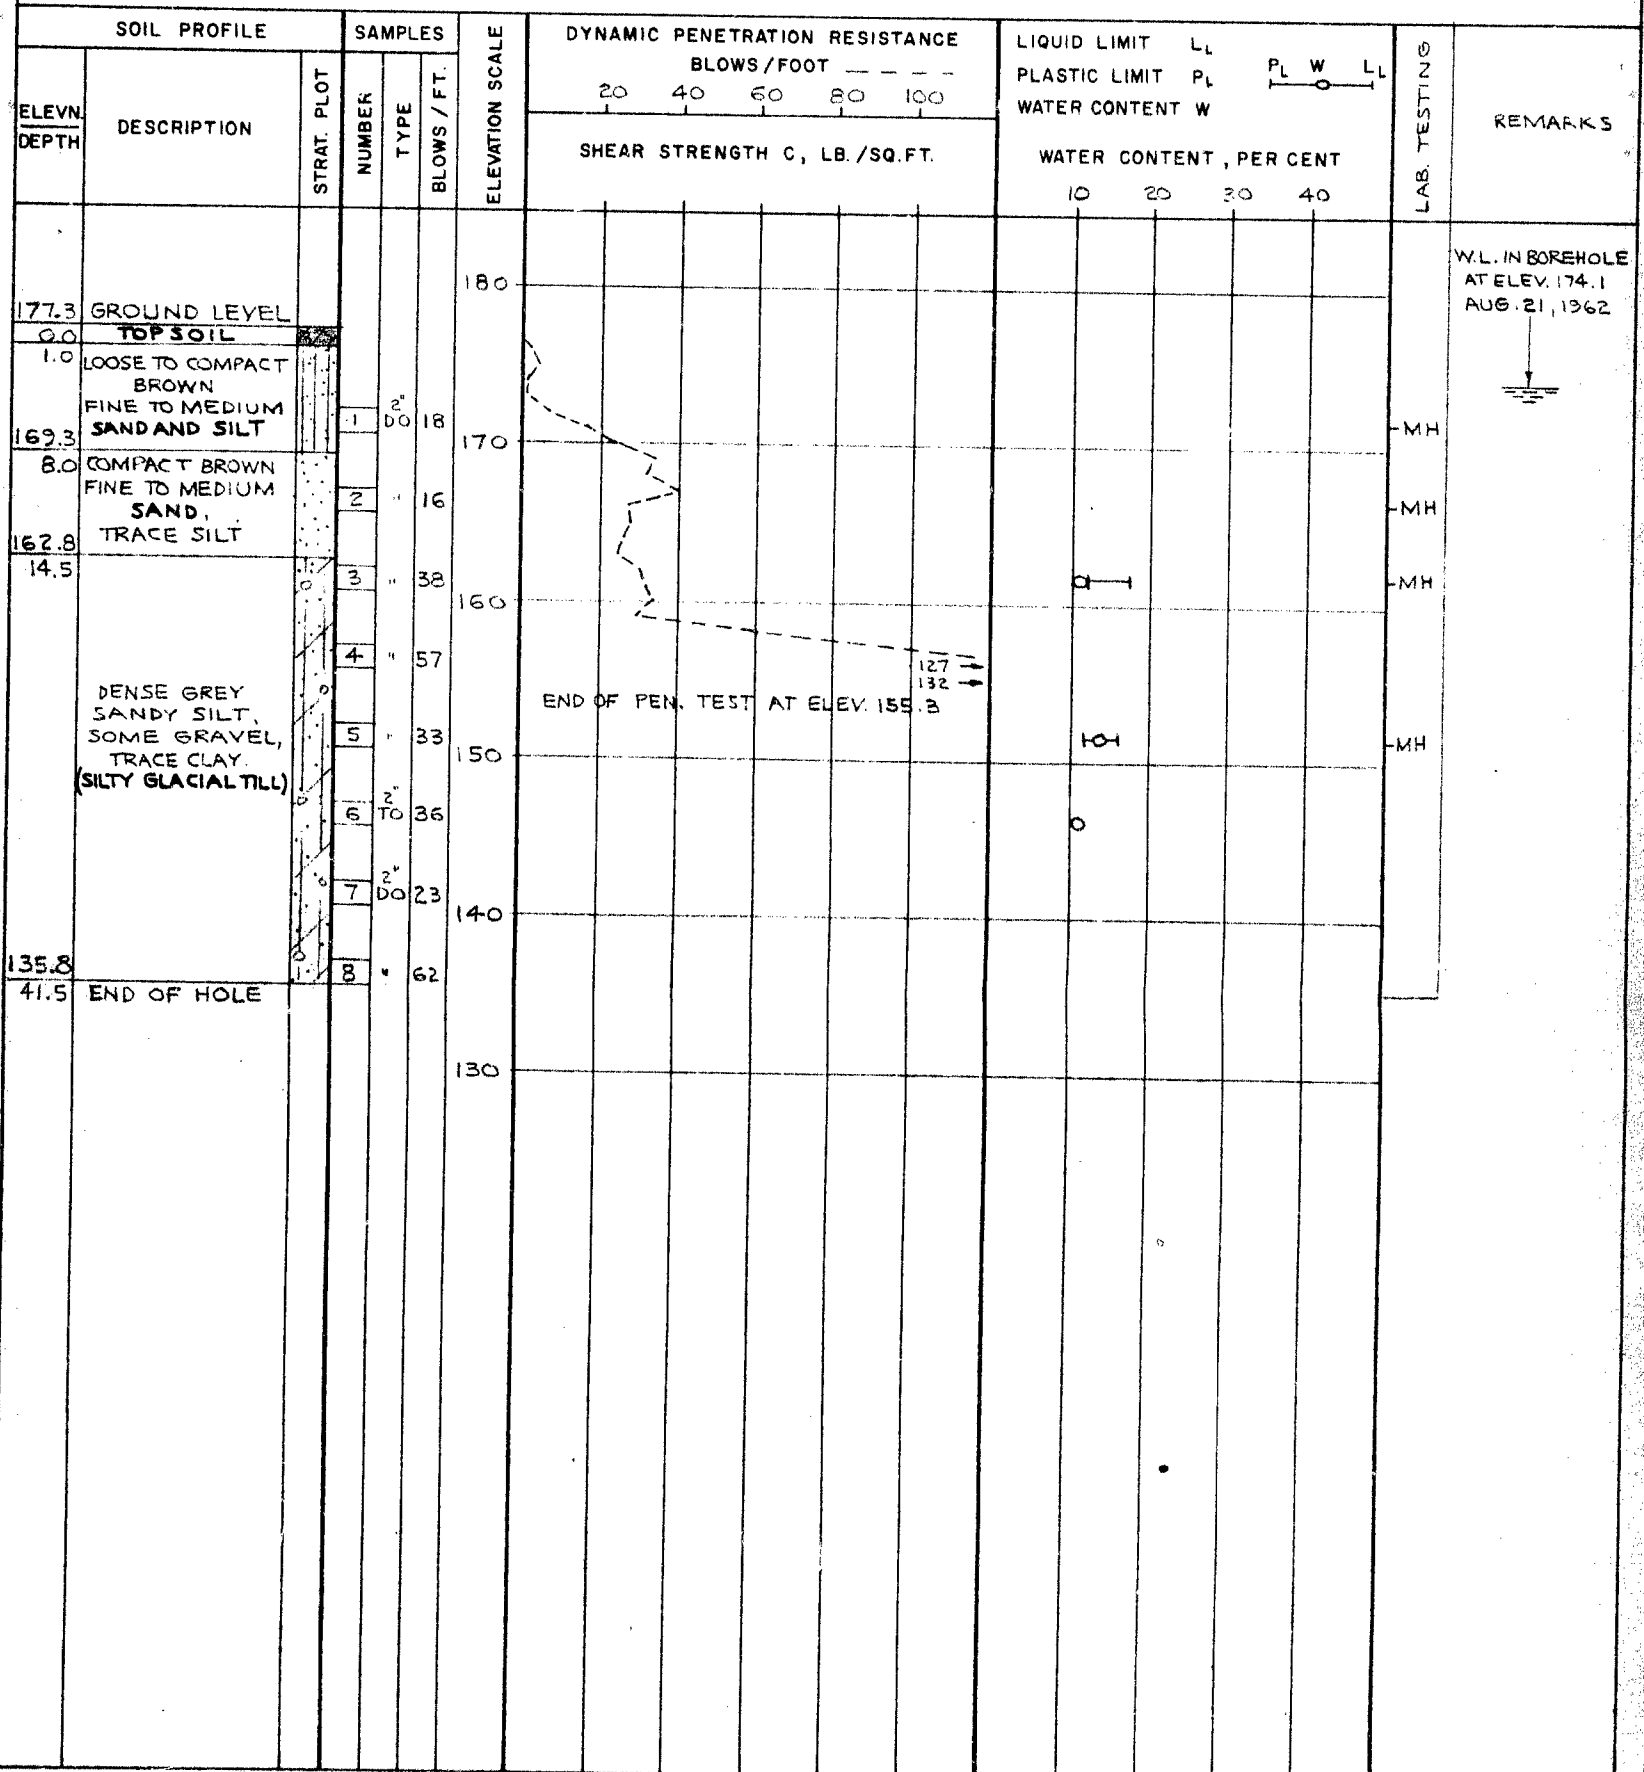 SOIL PROFILE
SAMPLES
ELEVATION SCALE
DYNAMIC PENETRATION RESISTANCE
BLOWS/FOOT
20 40 60 80 100
SHEAR STRENGTH C, LB./SQ.FT.
LIQUID LIMIT LL
PLASTIC LIMIT PL
WATER CONTENT W
PL W LL
WATER CONTENT, PER CENT
10 20 30 40
LAB. TESTING
REMARKS
ELEVN.
DEPTH
DESCRIPTION
STRAT. PLOT
NUMBER
TYPE
BLOWS / FT.
W.L. IN BOREHOLE
AT ELEV. 174.1
AUG. 21, 1962
180
177.3 GROUND LEVEL
0.0 TOPSOIL
1.0 LOOSE TO COMPACT
BROWN
FINE TO MEDIUM
SAND AND SILT
1 2" DO 18
MH
169.3
170
8.0 COMPACT BROWN
FINE TO MEDIUM
SAND,
TRACE SILT
2 " 16
MH
162.8
14.5
3 " 38
MH
160
4 " 57
127
132
END OF PEN. TEST AT ELEV. 155.3
DENSE GREY
SANDY SILT,
SOME GRAVEL,
TRACE CLAY.
(SILTY GLACIAL TILL)
5 " 33
MH
150
6 2" TO 36
7 2" DO 23
140
135.8
8 " 62
41.5 END OF HOLE
130